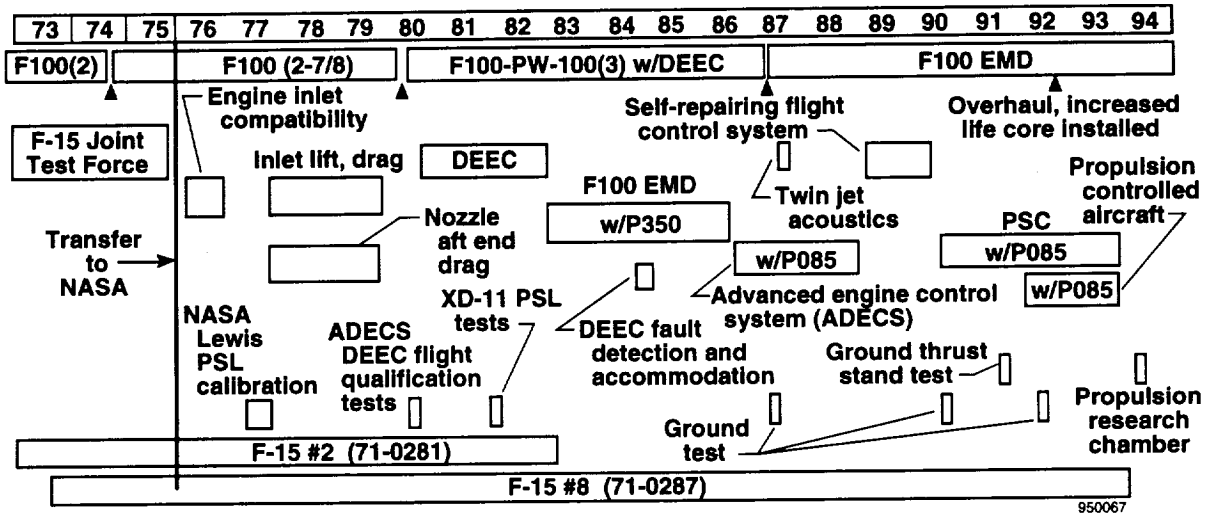 73 74 75 76 77 78 79 80 81 82 83 84 85 86 87 88 89 90 91 92 93 94
F100(2) F100 (2-7/8) F100-PW-100(3) w/DEEC F100 EMD
Engine inlet
compatibility
Self-repairing flight
control system
Overhaul, increased
life core installed
F-15 Joint
Test Force
Inlet lift, drag
DEEC
Twin jet
acoustics
Propulsion
controlled
aircraft
F100 EMD
w/P350
Nozzle
aft end
drag
PSC
w/P085
w/P085
w/P085
Transfer
to
NASA
Advanced engine control
system (ADECS)
XD-11 PSL
tests
NASA
Lewis
PSL
calibration
ADECS
DEEC flight
qualification
tests
DEEC fault
detection and
accommodation
Ground thrust
stand test
Ground
test
Propulsion
research
chamber
F-15 #2 (71-0281)
F-15 #8 (71-0287)
950067